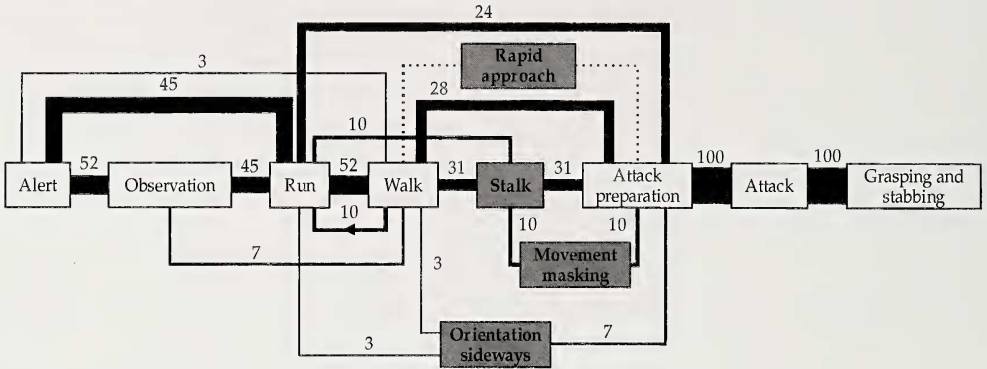 24
Rapid
approach
3
45
28
10
52
45
52
31
31
100
100
Alert
Observation
Run
Walk
Stalk
Attack
preparation
Attack
Grasping and
stabbing
10
10
10
7
3
Movement
masking
3
Orientation
sideways
7